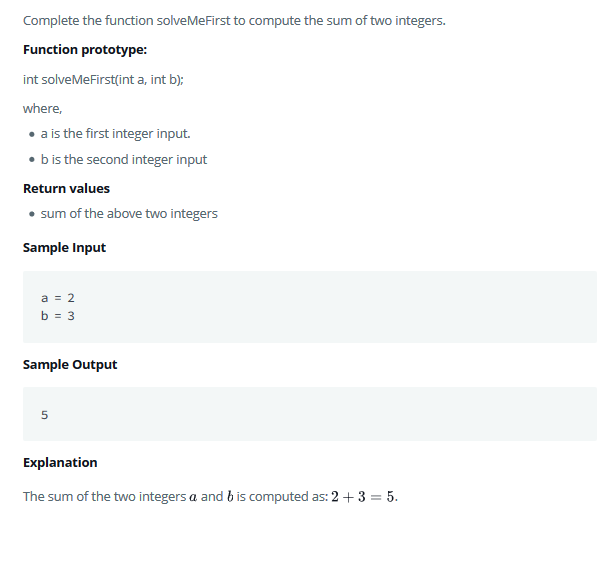 Complete the function solveMeFirst to compute the sum of two integers.
Function prototype:
int solveMeFirst(int a, int b);
where,
• a is the first integer input.
• b is the second integer input
Return values
• sum of the above two integers
Sample Input
a = 2
b = 3
Sample Output
5
Explanation
The sum of the two integers a and b is computed as: 2 + 3 = 5.